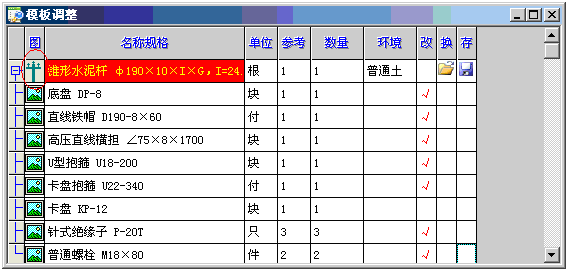 模板调整
图 名称规格 单位 参考 数量 环境 改 换 存
锥形水泥杆 φ190×10×I×G,I=24. 根 1 1 普通土
底盘 DP-8 块 1 1 √
直线铁帽 D190-8×60 付 1 1 √
高压直线横担 ∠75×8×1700 块 1 1 √
U型抱箍 U18-200 块 1 1 √
卡盘抱箍 U22-340 付 1 1 √
卡盘 KP-12 块 1 1
针式绝缘子 P-20T 只 3 3 √
普通螺栓 M18×80 件 2 2 √